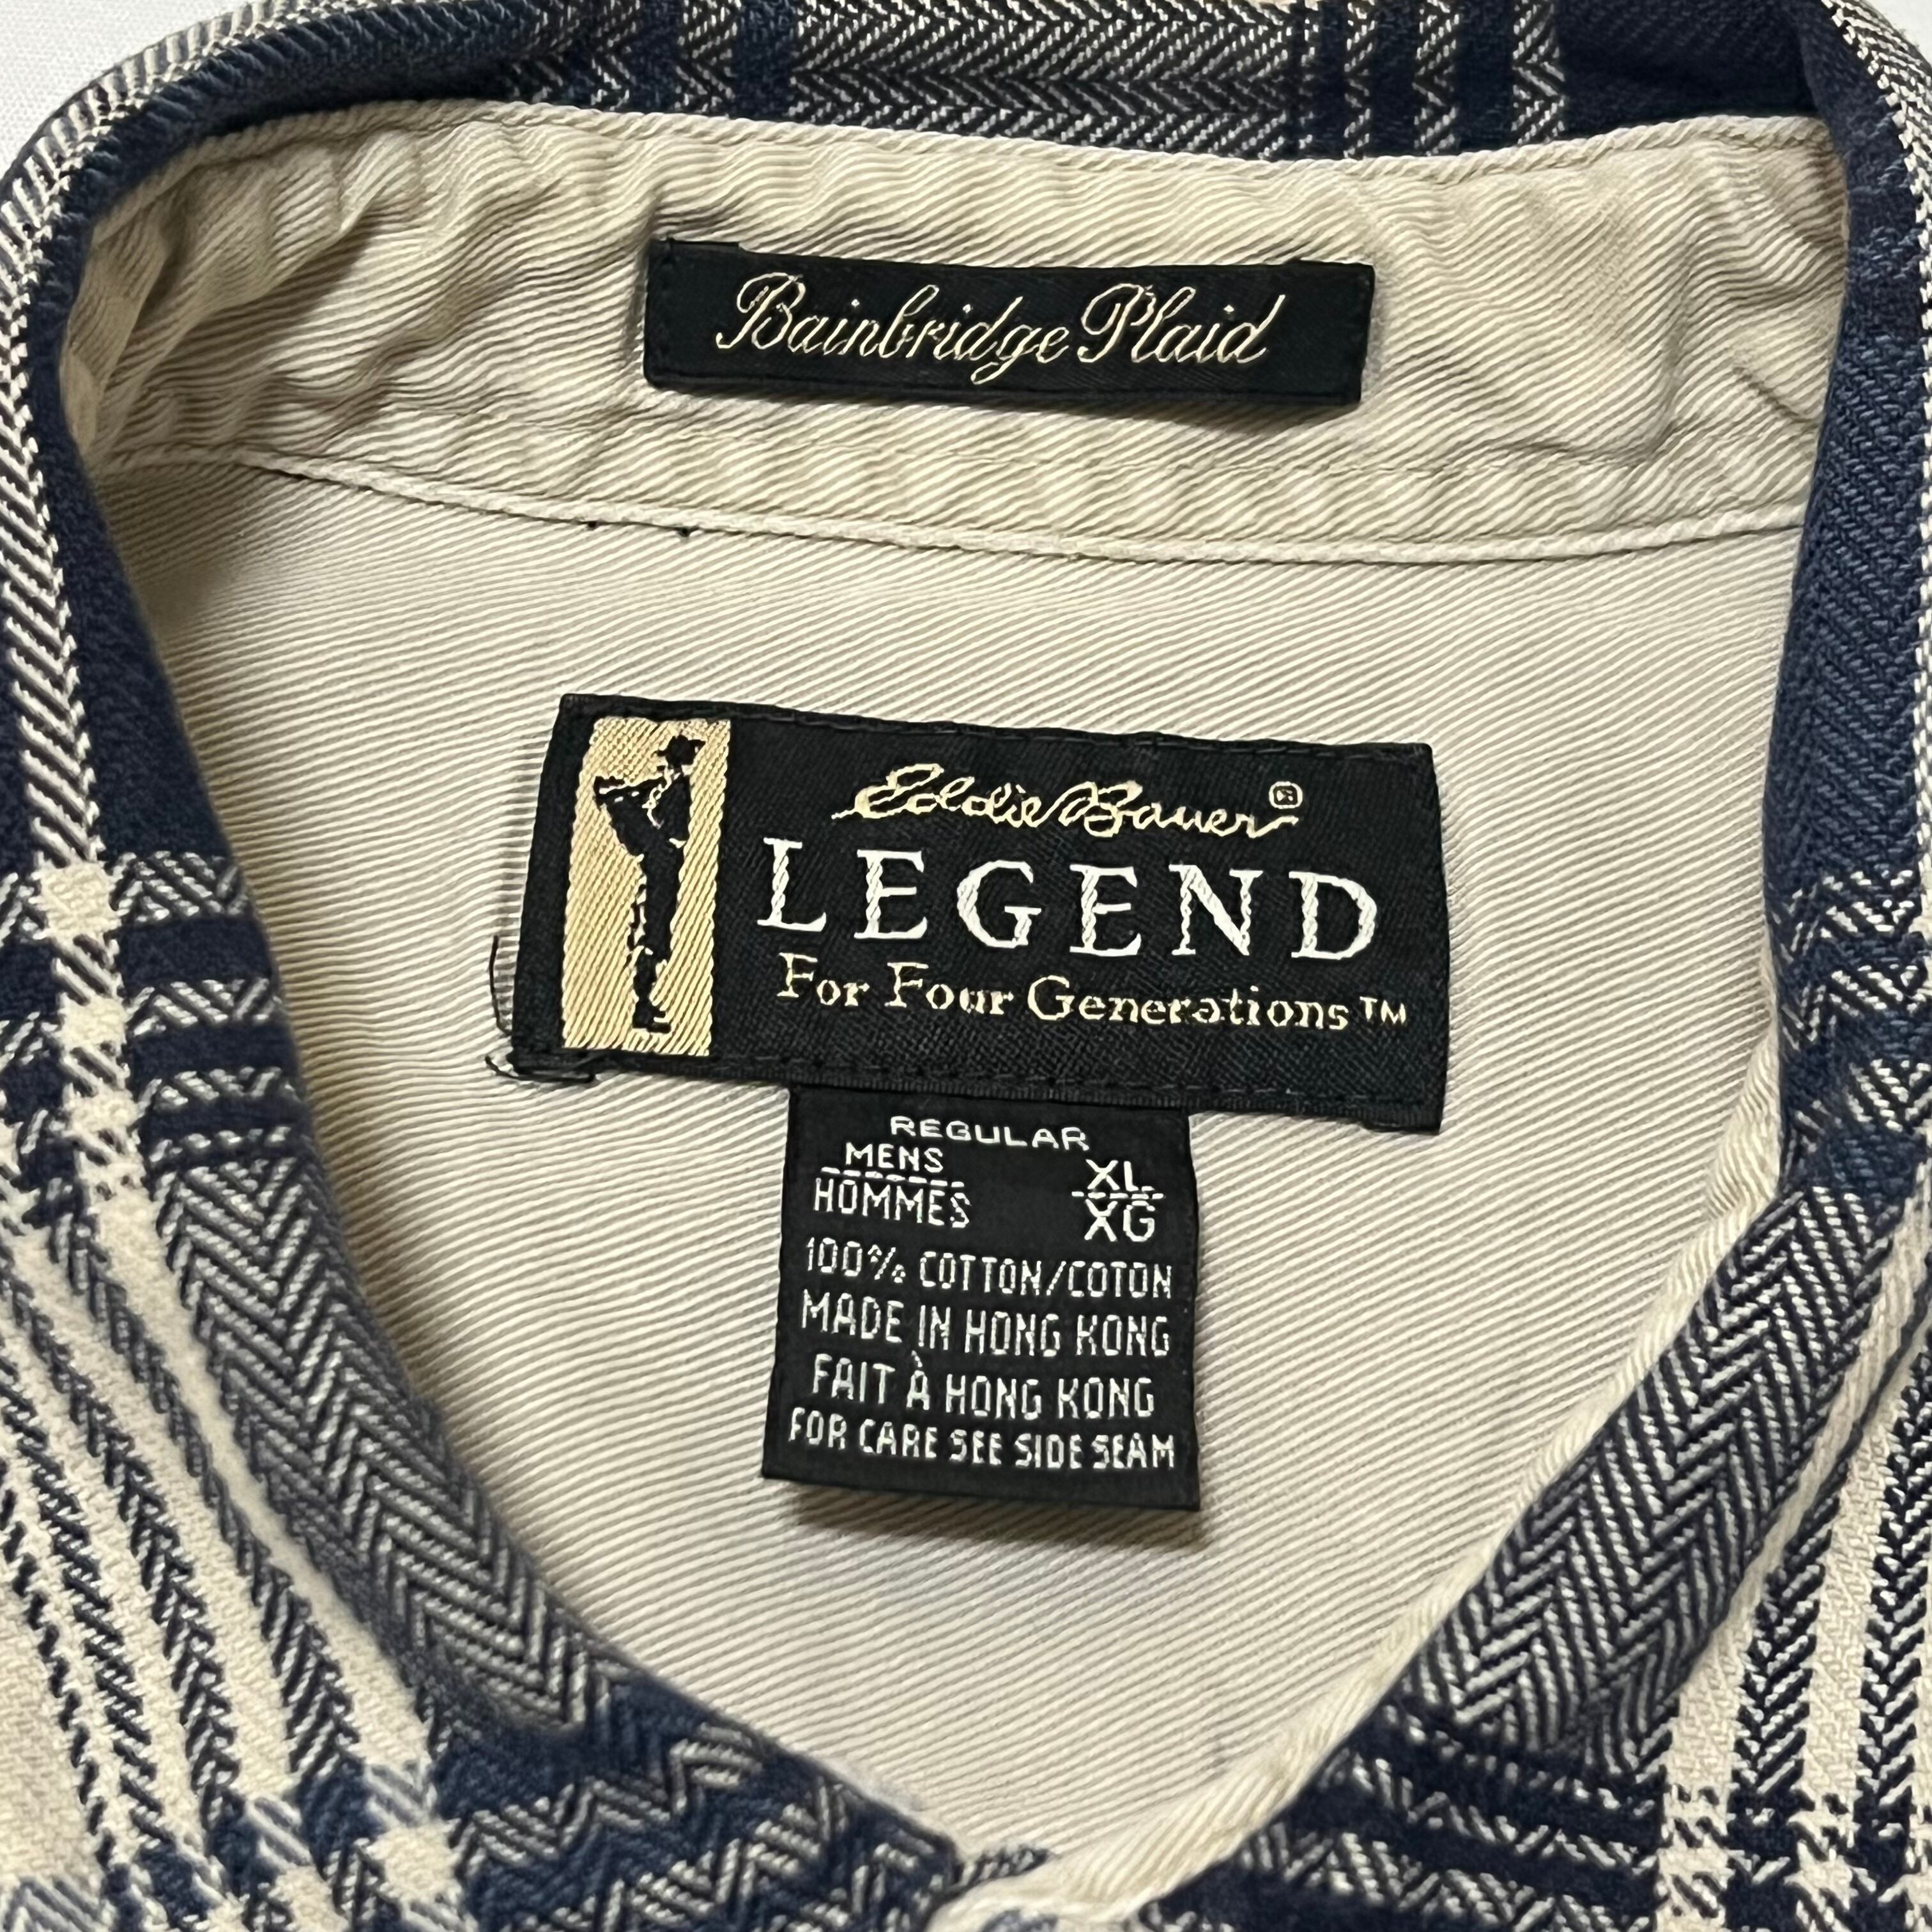 Bainbridge Plaid
Eddie Bauer®
LEGEND
For Four Generations™
REGULAR
MENS XL
HOMMES XG
100% COTTON/COTON
MADE IN HONG KONG
FAIT À HONG KONG
FOR CARE SEE SIDE SEAM